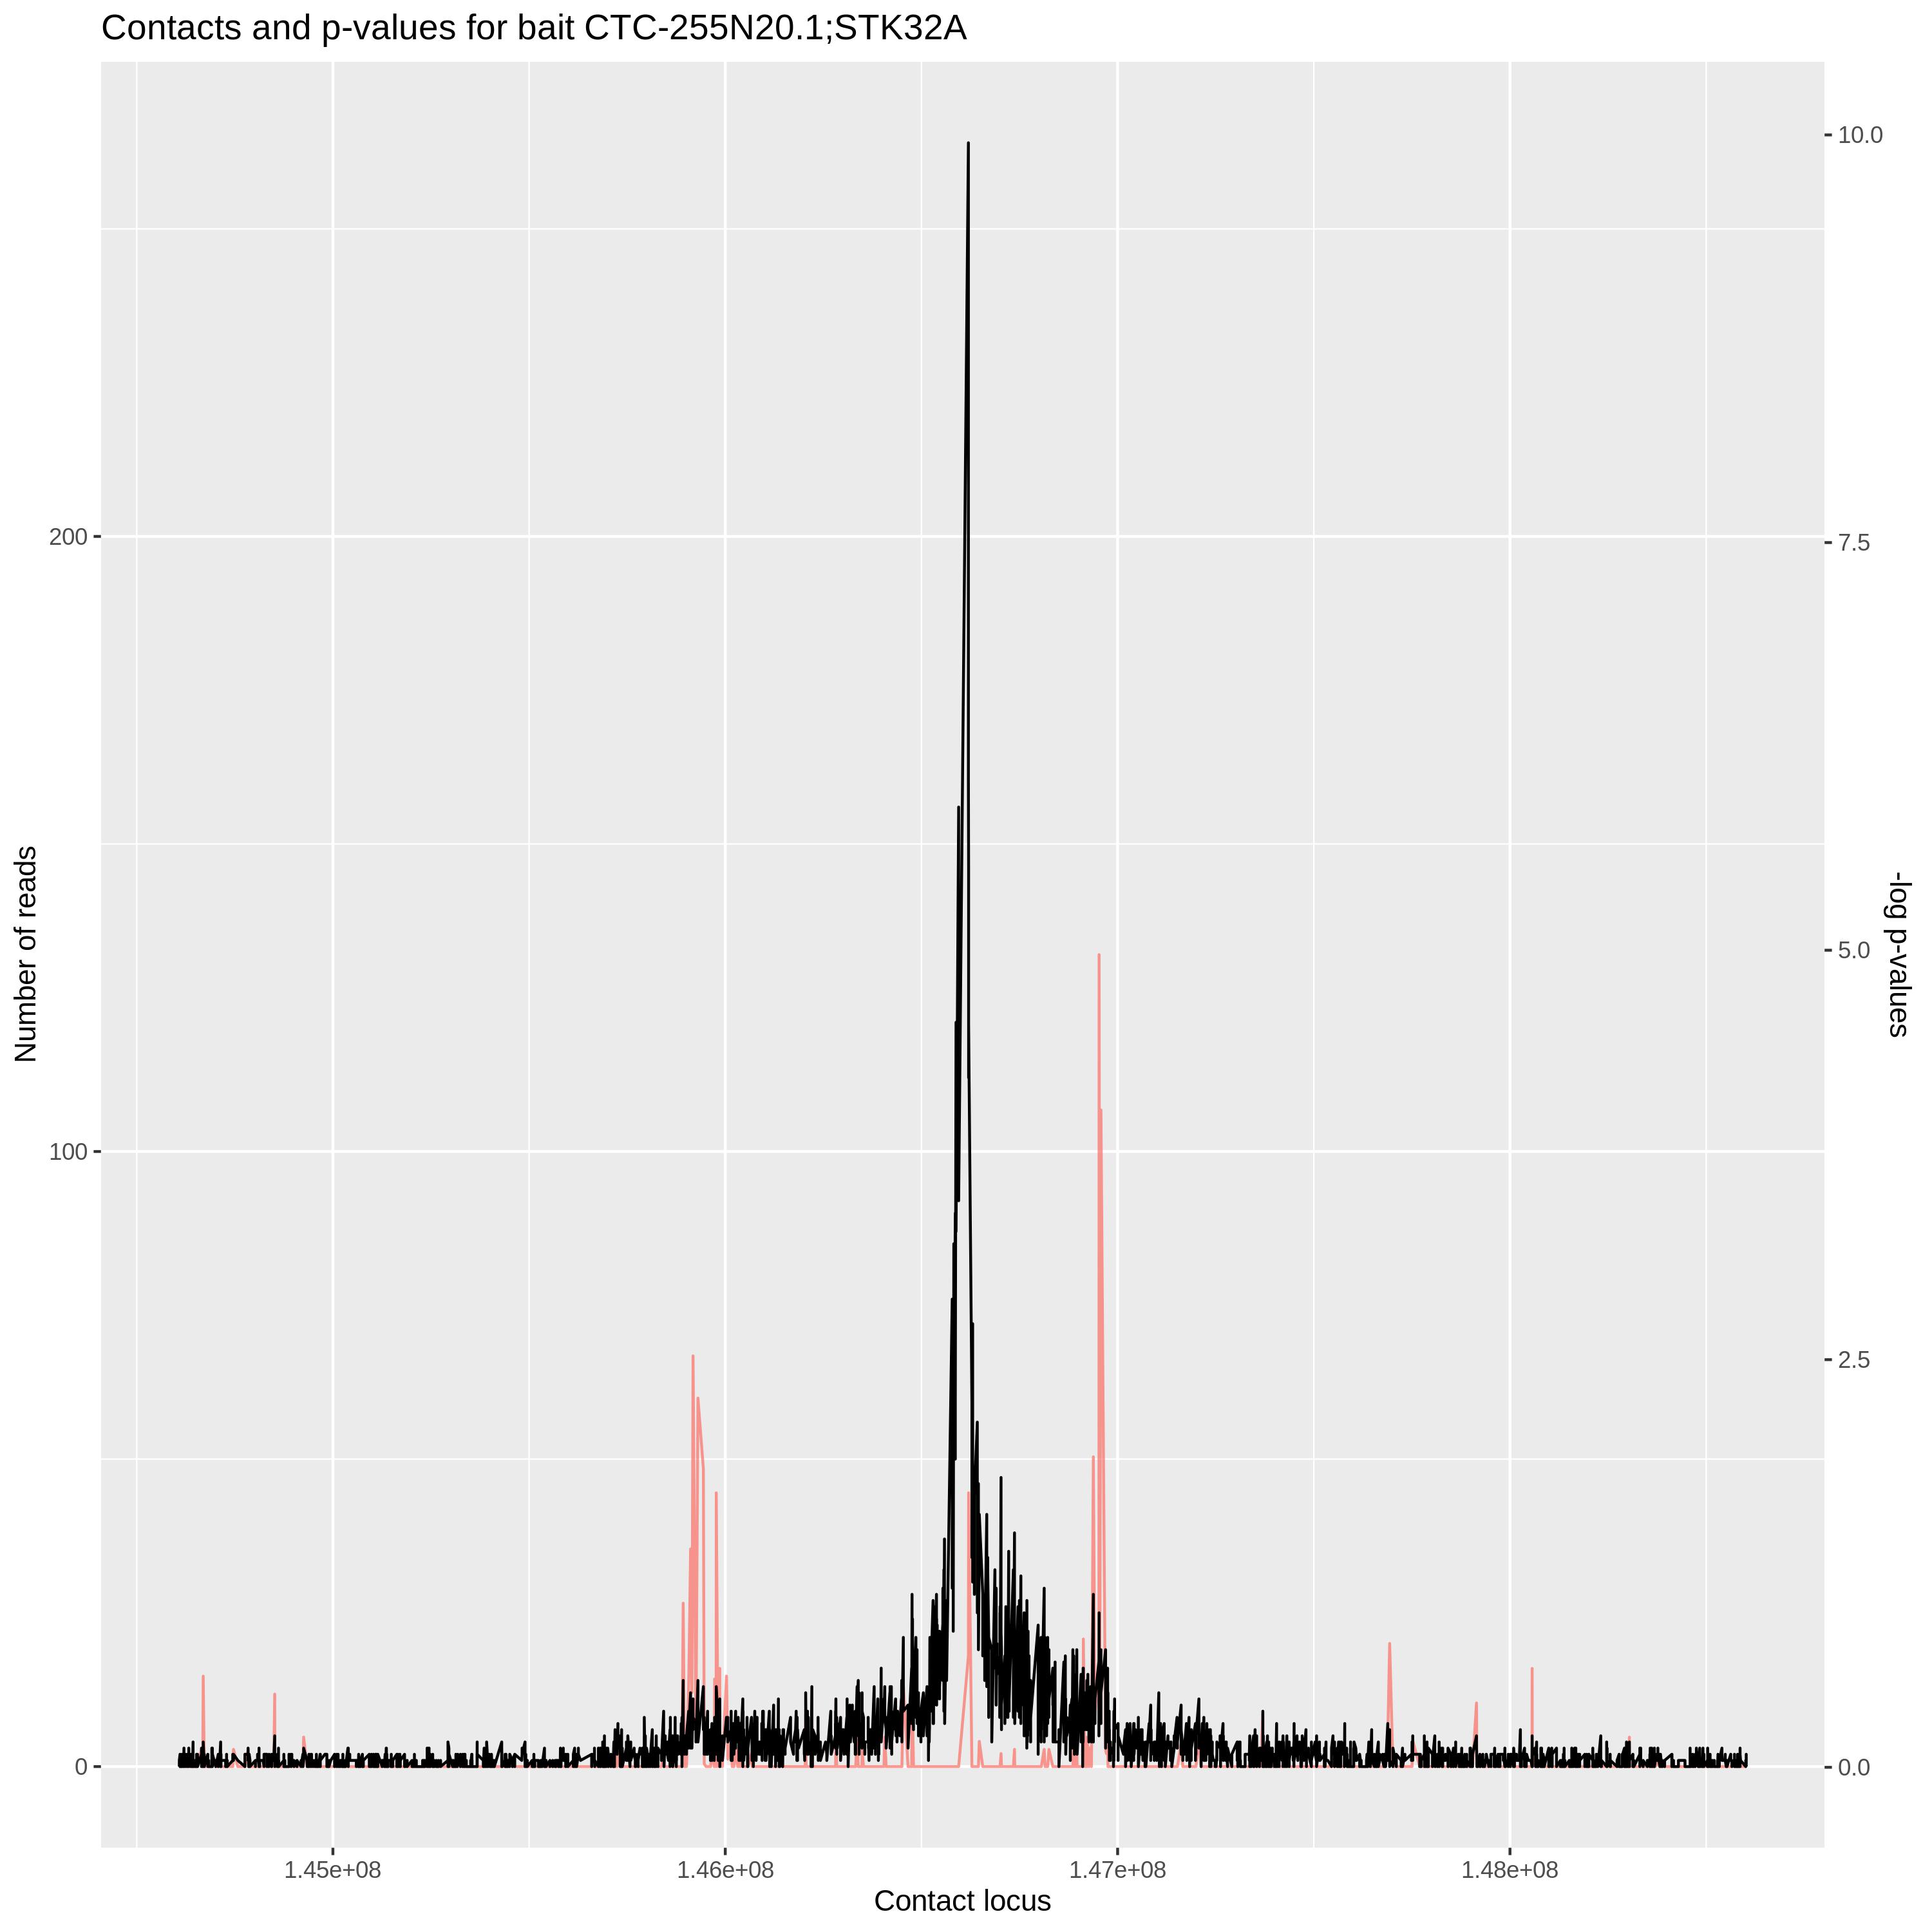 Contacts and p-values for bait CTC-255N20.1;STK32A
Number of reads
200
100
0
10.0
7.5
5.0
2.5
0.0
-log p-values
1.45e+08 1.46e+08 1.47e+08 1.48e+08
Contact locus